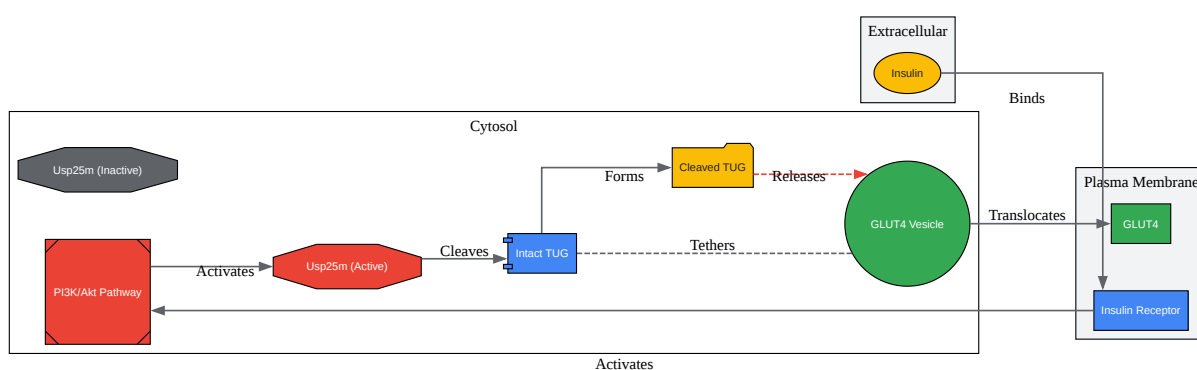 Extracellular
Insulin
Binds
Cytosol
Usp25m (Inactive)
Cleaved TUG
Forms
Releases
Plasma Membrane
GLUT4 Vesicle
Translocates
GLUT4
Intact TUG
Tethers
Cleaves
Usp25m (Active)
Activates
PI3K/Akt Pathway
Insulin Receptor
Activates